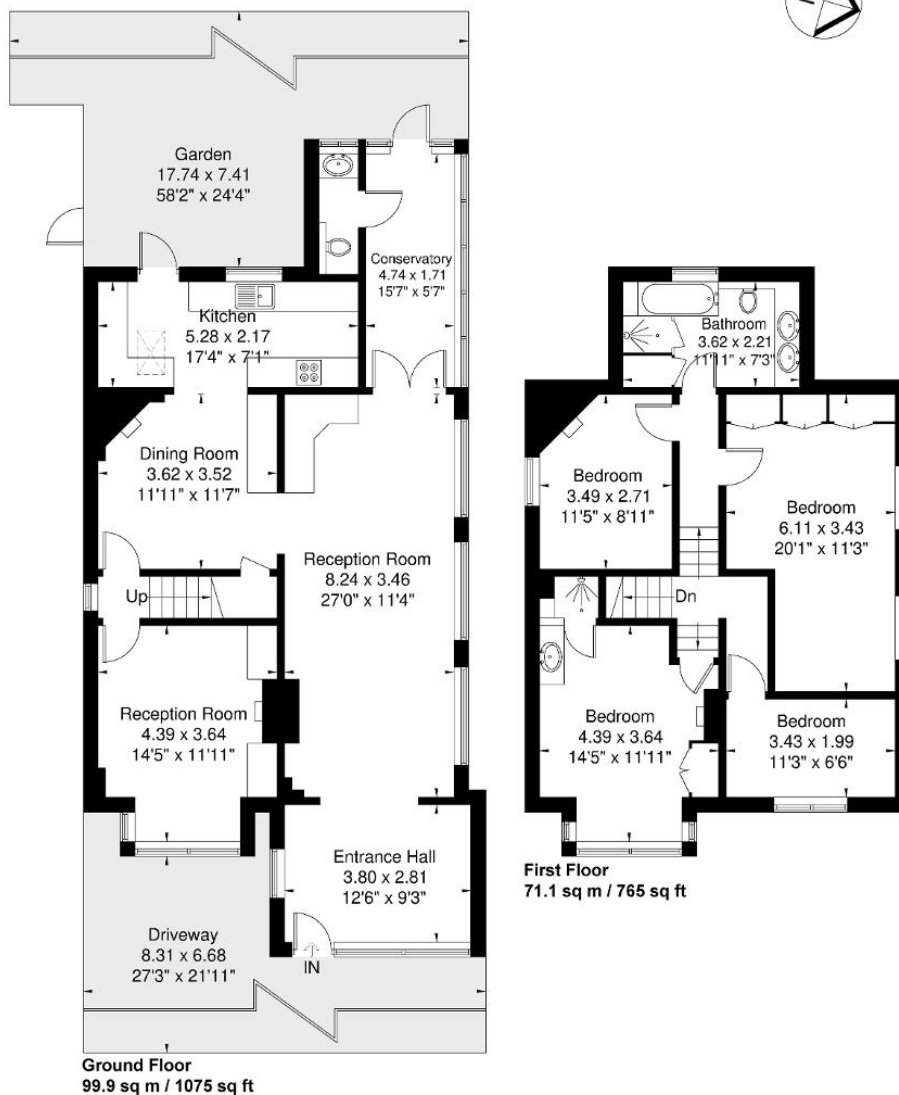 Garden
17.74 x 7.41
58'2" x 24'4"
Conservatory
4.74 x 1.71
15'7" x 5'7"
Kitchen
5.28 x 2.17
17'4" x 7'1"
Dining Room
3.62 x 3.52
11'11" x 11'7"
Reception Room
8.24 x 3.46
27'0" x 11'4"
Up
Reception Room
4.39 x 3.64
14'5" x 11'11"
Entrance Hall
3.80 x 2.81
12'6" x 9'3"
IN
Driveway
8.31 x 6.68
27'3" x 21'11"
Ground Floor
99.9 sq m / 1075 sq ft
Bathroom
3.62 x 2.21
11'11" x 7'3"
Bedroom
3.49 x 2.71
11'5" x 8'11"
Bedroom
6.11 x 3.43
20'1" x 11'3"
Dn
Bedroom
4.39 x 3.64
14'5" x 11'11"
Bedroom
3.43 x 1.99
11'3" x 6'6"
First Floor
71.1 sq m / 765 sq ft